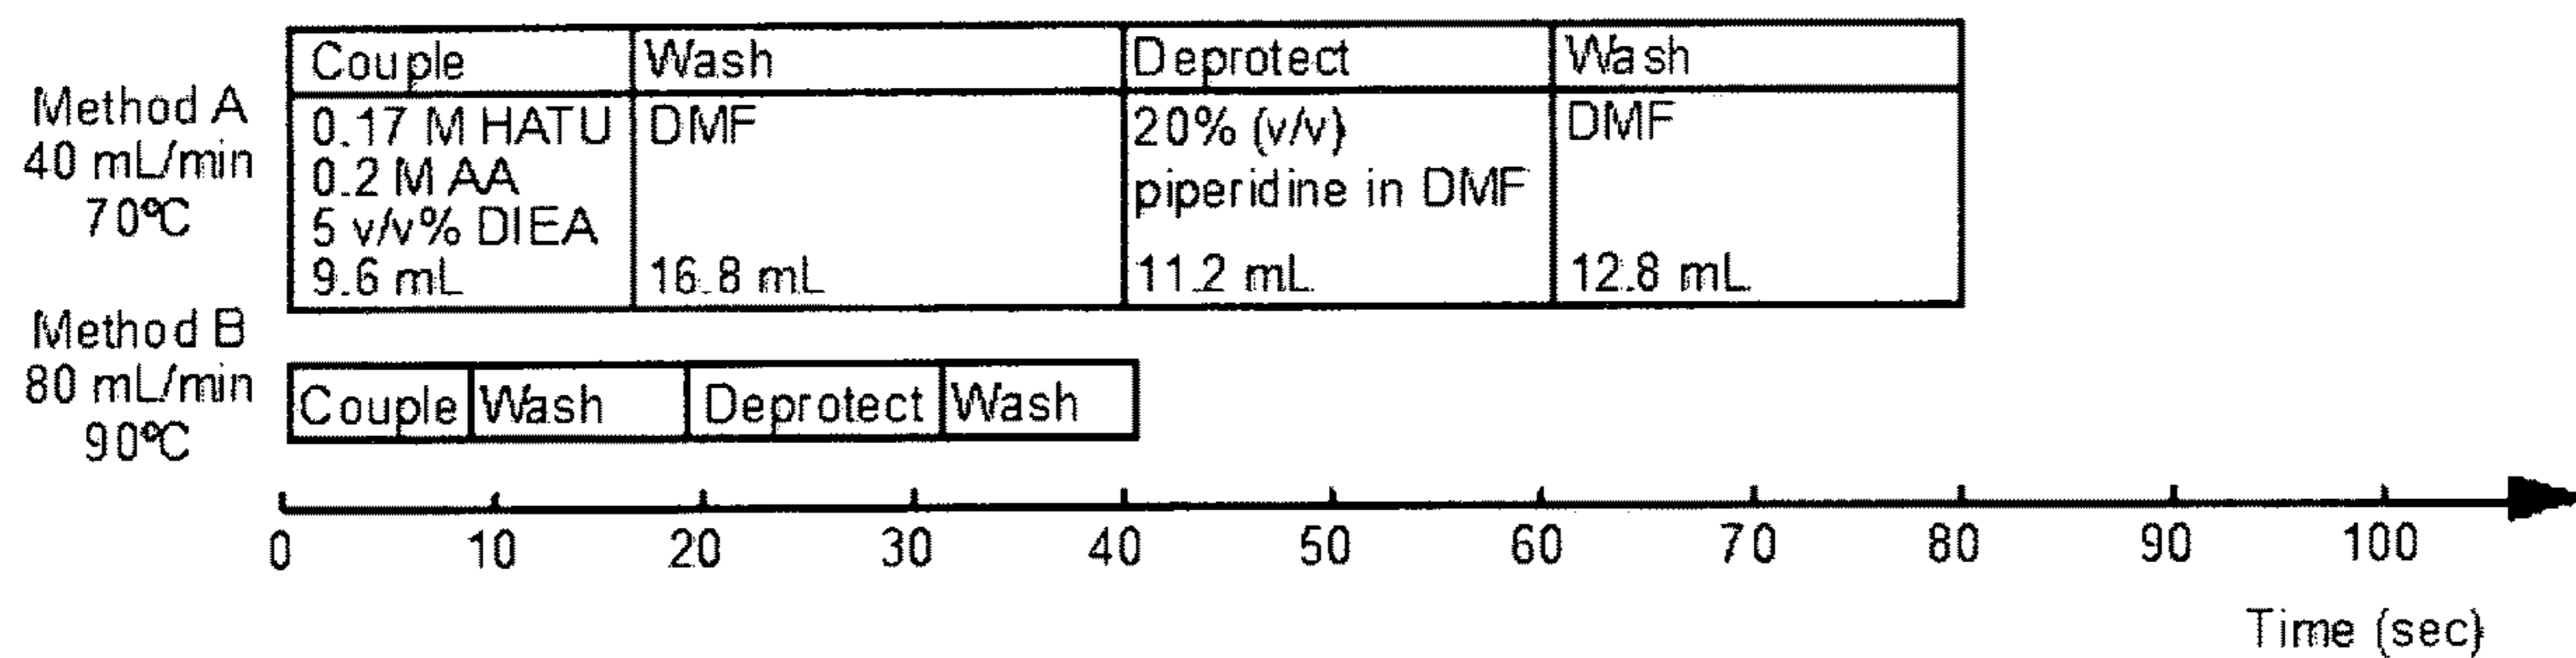 Method A
40 mL/min
70°C
Couple
0.17 M HATU
0.2 M AA
5 v/v% DIEA
9.6 mL
Wash
DMF
16.8 mL
Deprotect
20% (v/v)
piperidine in DMF
11.2 mL
Wash
DMF
12.8 mL
Method B
80 mL/min
90°C
Couple Wash Deprotect Wash
0 10 20 30 40 50 60 70 80 90 100
Time (sec)